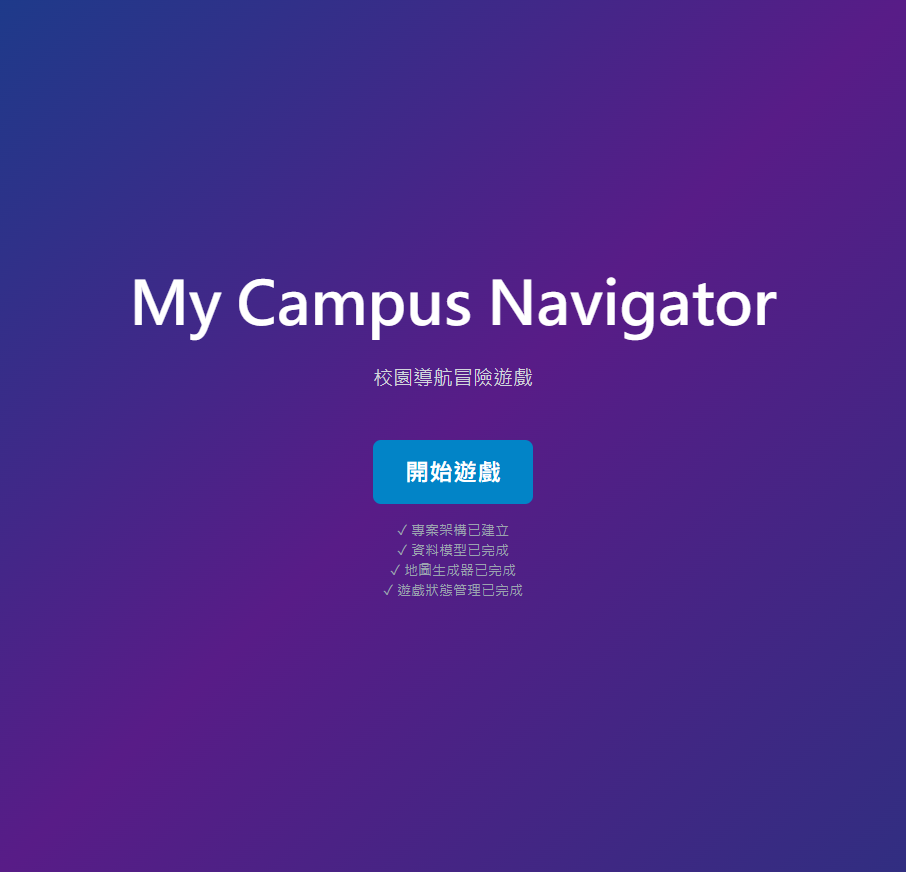 My Campus Navigator
校園導航冒險遊戲
開始遊戲
✓ 專案架構已建立
✓ 資料模型已完成
✓ 地圖生成器已完成
✓ 遊戲狀態管理已完成